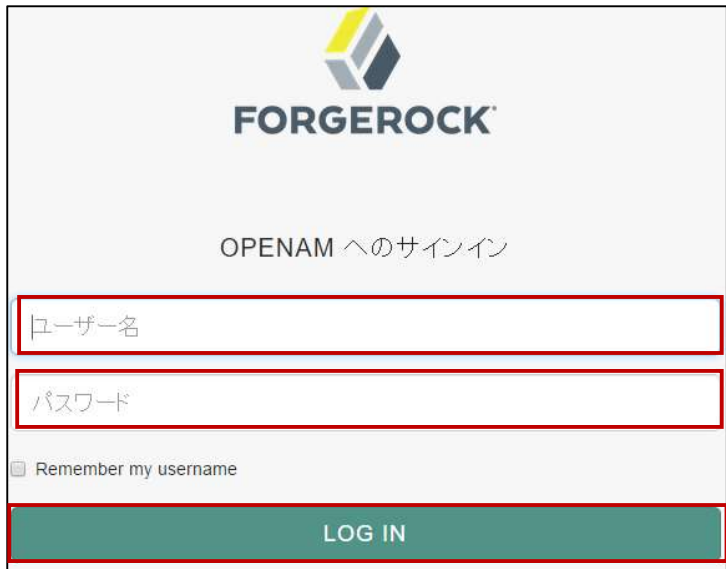 FORGEROCK
OPENAM へのサインイン
ユーザー名
パスワード
Remember my username
LOG IN